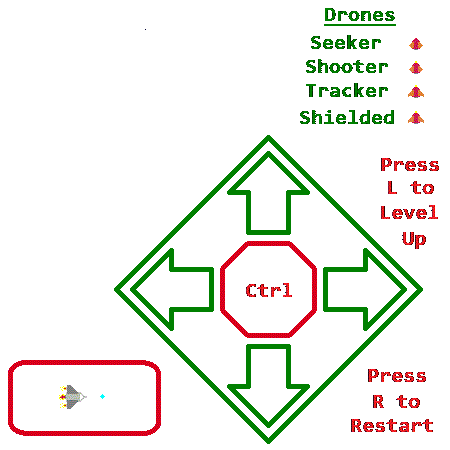 Drones
Seeker
Shooter
Tracker
Shielded
Press
L to
Level
Up
Ctrl
Press
R to
Restart